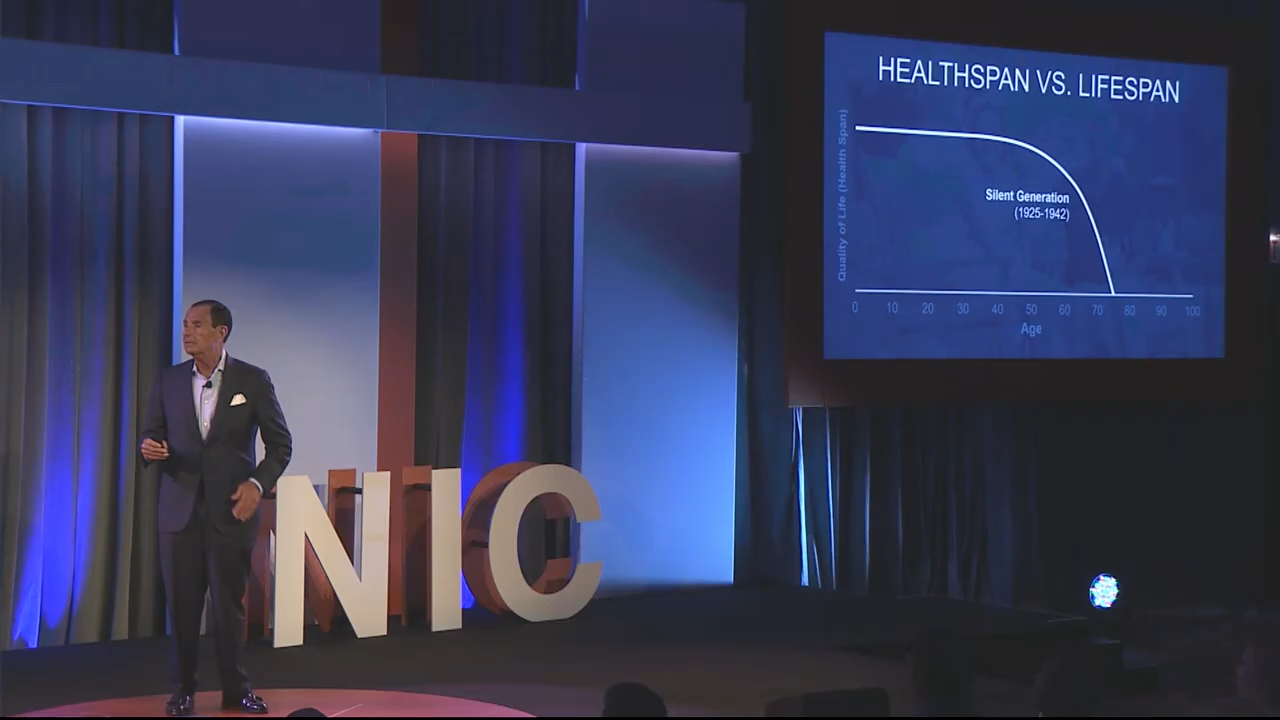 HEALTHSPAN VS. LIFESPAN
Quality of Life (Health Span)
Silent Generation
(1925-1942)
0 10 20 30 40 50 60 70 80 90 100
Age
NIC